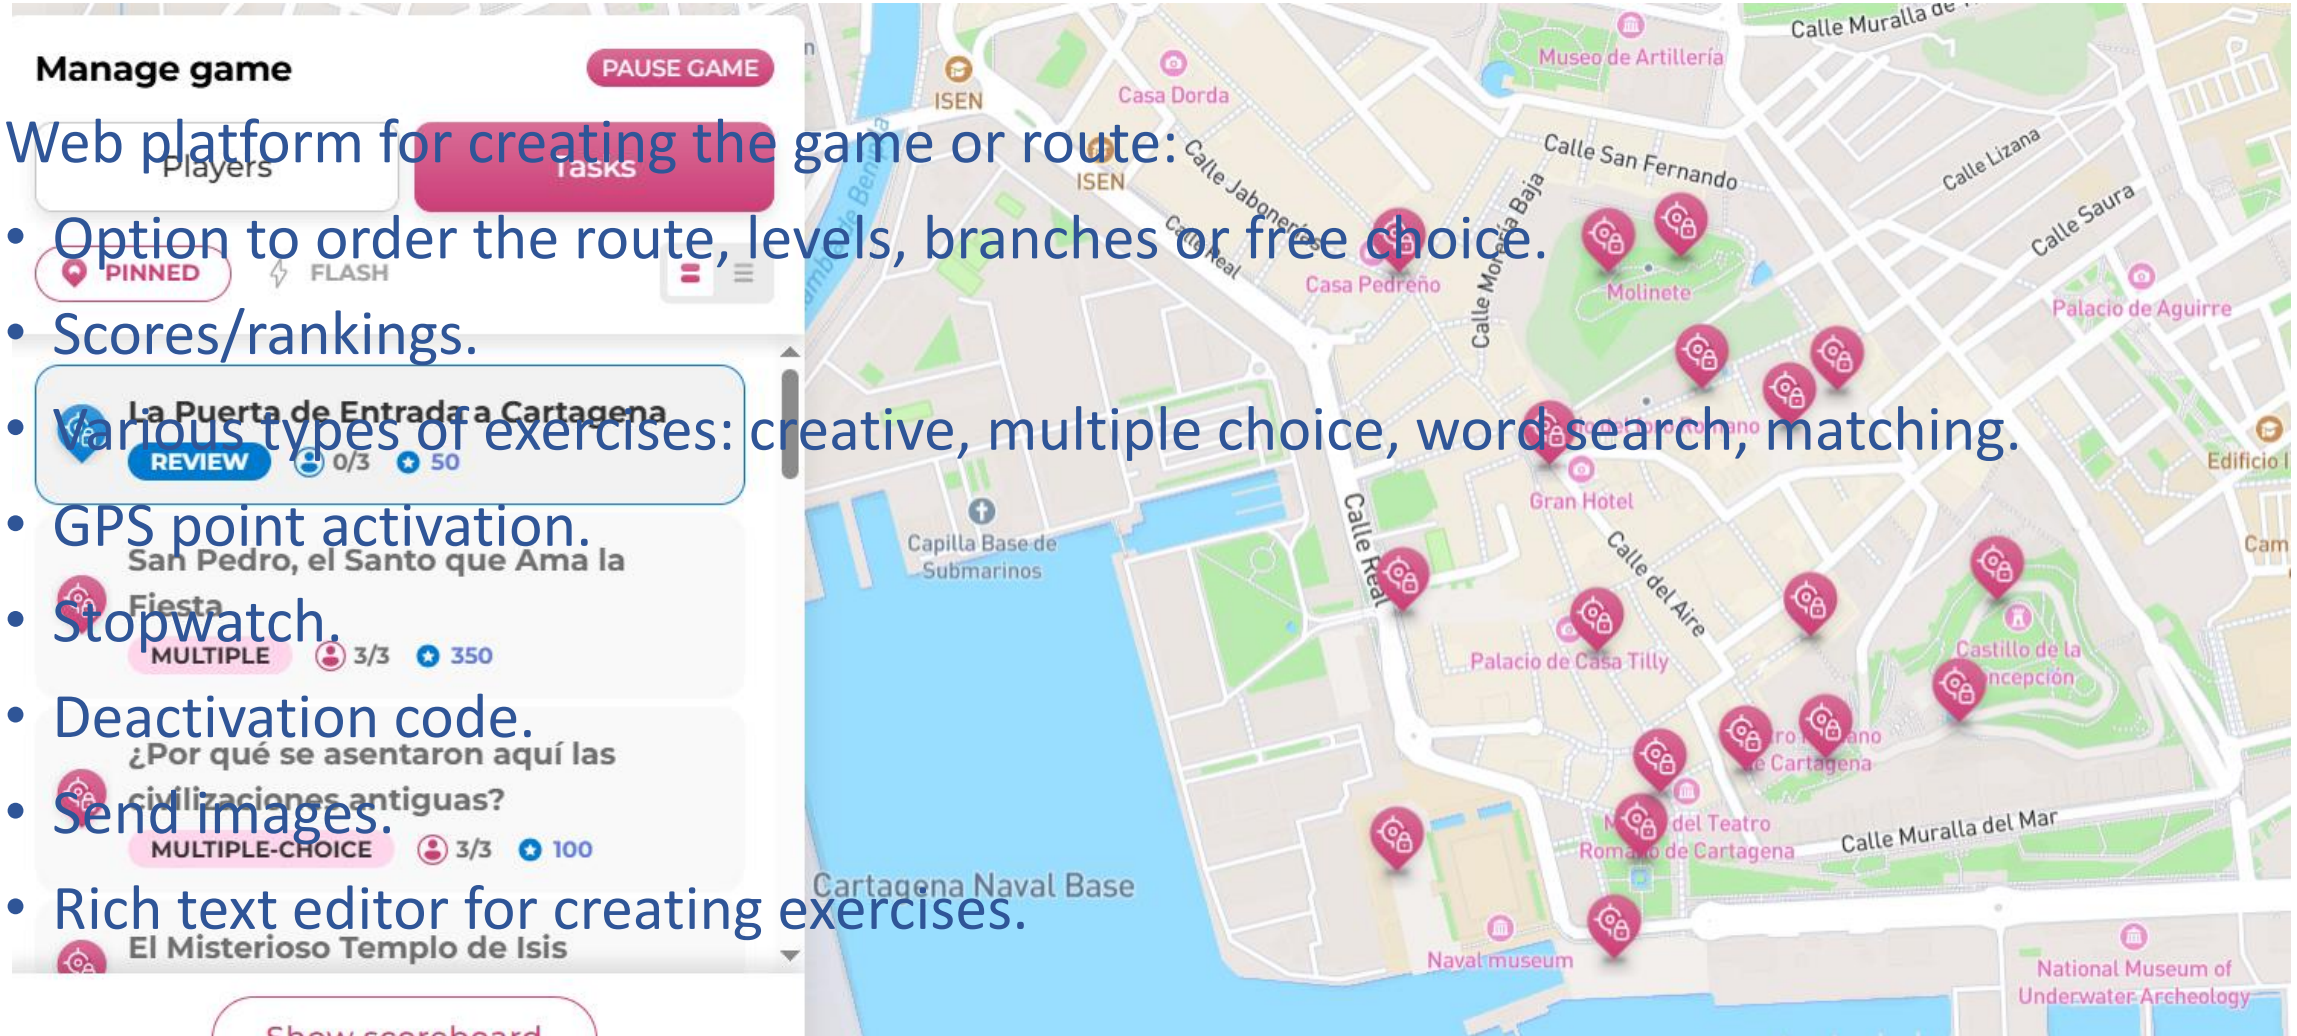 Manage game
PAUSE GAME
Players
Tasks
PINNED
FLASH
Web platform for creating the game or route:
• Option to order the route, levels, branches or free choice.
• Scores/rankings.
• Various types of exercises: creative, multiple choice, word search, matching.
• GPS point activation.
• Stopwatch.
• Deactivation code.
• Send images.
• Rich text editor for creating exercises.
La Puerta de Entrada a Cartagena
REVIEW 0/3 50
San Pedro, el Santo que Ama la
Fiesta
MULTIPLE 3/3 350
¿Por qué se asentaron aquí las
civilizaciones antiguas?
MULTIPLE-CHOICE 3/3 100
El Misterioso Templo de Isis
Show scoreboard
Calle Muralla de
Museo de Artillería
ISEN
Casa Dorda
ISEN
Calle San Fernando
Calle Lizana
Calle Jabonerías
Calle Saura
Calle Real
Calle Morería Baja
Casa Pedreño
Molinete
Palacio de Aguirre
Edificio
Gran Hotel
Capilla Base de
Submarinos
Calle Real
Calle del Aire
Palacio de Casa Tilly
Castillo de la
Cartagena
del Teatro
Romano de Cartagena
Calle Muralla del Mar
Cartagena Naval Base
Naval museum
National Museum of
Underwater Archeology